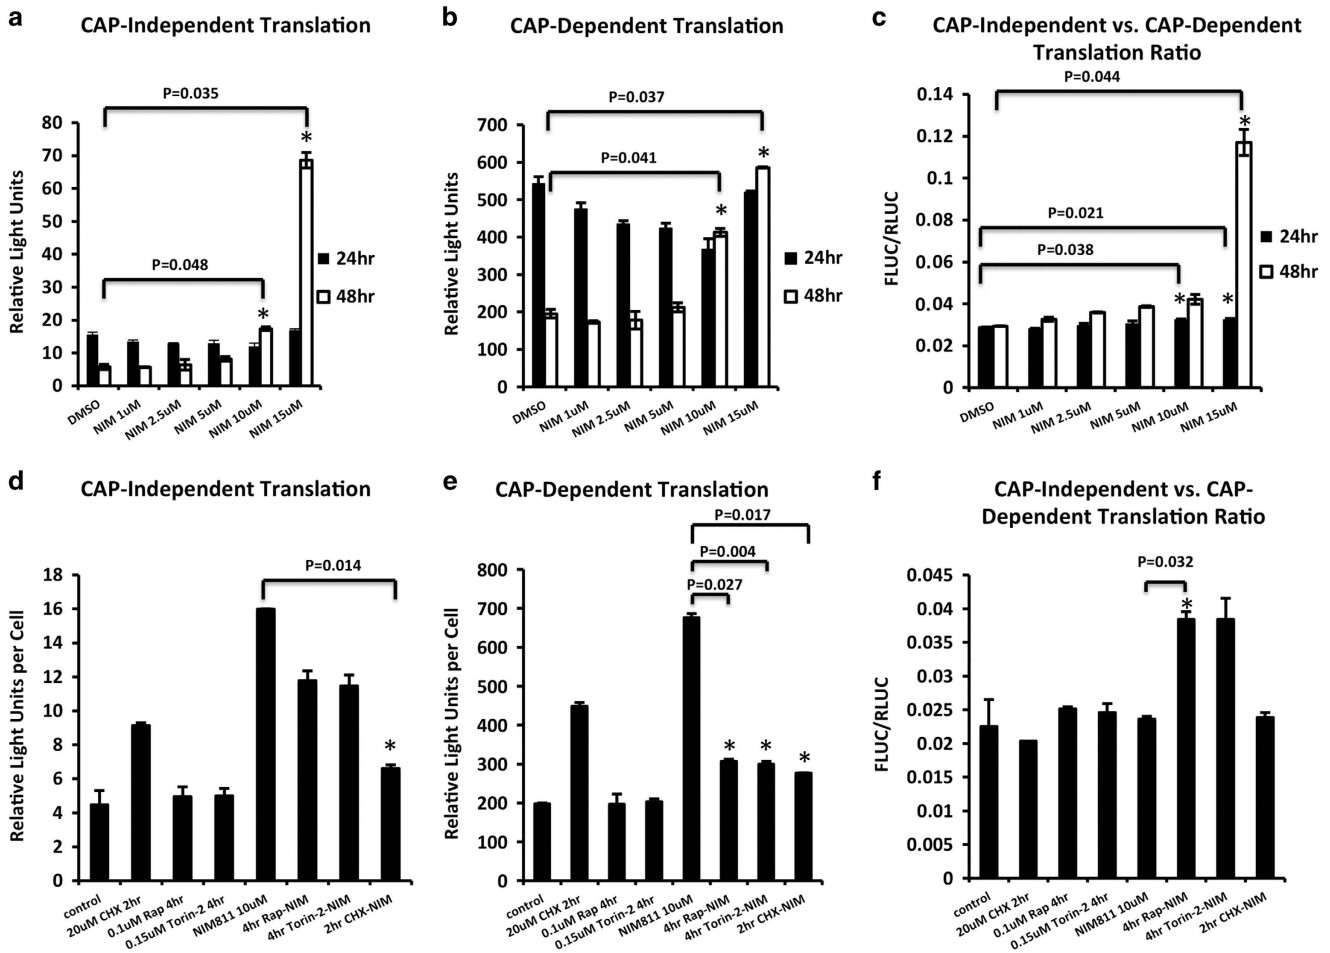 a
CAP-Independent Translation
P=0.035
P=0.048
*
*
Relative Light Units
80
70
60
50
40
30
20
10
0
DMSO
NIM 1uM
NIM 2.5uM
NIM 5uM
NIM 10uM
NIM 15uM
24hr
48hr
b
CAP-Dependent Translation
P=0.037
P=0.041
*
*
Relative Light Units
700
600
500
400
300
200
100
0
DMSO
NIM 1uM
NIM 2.5uM
NIM 5uM
NIM 10uM
NIM 15uM
24hr
48hr
c
CAP-Independent vs. CAP-Dependent
Translation Ratio
P=0.044
P=0.021
P=0.038
*
*
*
FLUC/RLUC
0.14
0.12
0.1
0.08
0.06
0.04
0.02
0
DMSO
NIM 1uM
NIM 2.5uM
NIM 5uM
NIM 10uM
NIM 15uM
24hr
48hr
d
CAP-Independent Translation
P=0.014
*
Relative Light Units per Cell
18
16
14
12
10
8
6
4
2
0
control
20uM CHX 2hr
0.1uM Rap 4hr
0.15uM Torin-2 4hr
NIM811 10uM
4hr Rap-NIM
4hr Torin-2-NIM
2hr CHX-NIM
e
CAP-Dependent Translation
P=0.017
P=0.004
P=0.027
*
*
*
Relative Light Units per Cell
800
700
600
500
400
300
200
100
0
control
20uM CHX 2hr
0.1uM Rap 4hr
0.15uM Torin-2 4hr
NIM811 10uM
4hr Rap-NIM
4hr Torin-2-NIM
2hr CHX-NIM
f
CAP-Independent vs. CAP-
Dependent Translation Ratio
P=0.032
*
FLUC/RLUC
0.045
0.04
0.035
0.03
0.025
0.02
0.015
0.01
0.005
0
control
20uM CHX 2hr
0.1uM Rap 4hr
0.15uM Torin-2 4hr
NIM811 10uM
4hr Rap-NIM
4hr Torin-2-NIM
2hr CHX-NIM